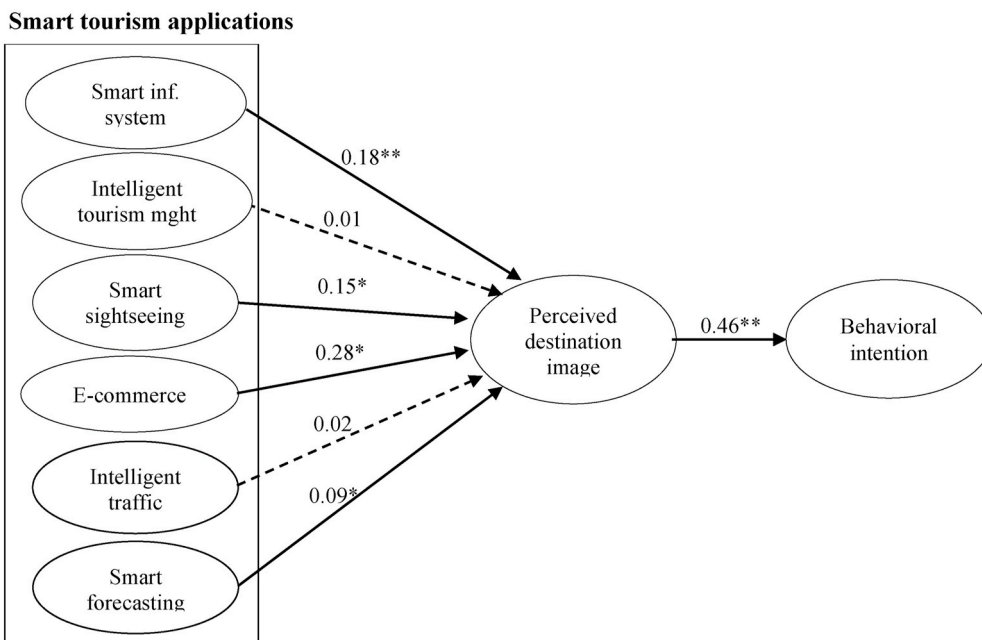 Smart tourism applications
Smart inf.
system
0.18**
Intelligent
tourism mght
0.01
Smart
sightseeing
0.15*
Perceived
destination
image
0.46**
Behavioral
intention
E-commerce
0.28*
Intelligent
traffic
0.02
Smart
forecasting
0.09*